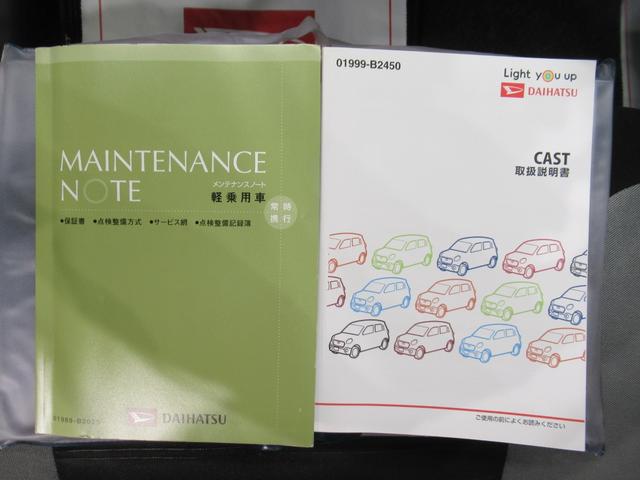 MAINTENANCE
NOTE
メンテナンスノート
軽乗用車
常時
携行
●保証書 ●点検整備方式 ●サービス網 ●点検整備記録簿
DAIHATSU
01999-B2450
Light you up
DAIHATSU
CAST
取扱説明書
ご使用の前によくお読みください